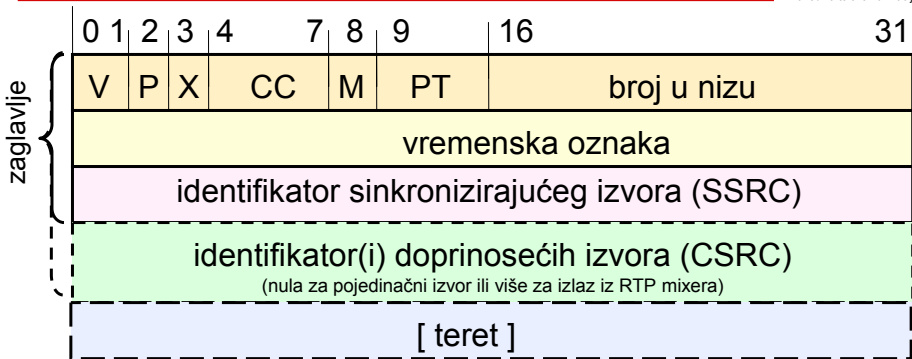 0 1 2 3 4 7 8 9 16 31
V P X CC M PT broj u nizu
zaglavlje
vremenska oznaka
identifikator sinkronizirajućeg izvora (SSRC)
identifikator(i) doprinosećih izvora (CSRC)
(nula za pojedinačni izvor ili više za izlaz iz RTP mixera)
[ teret ]